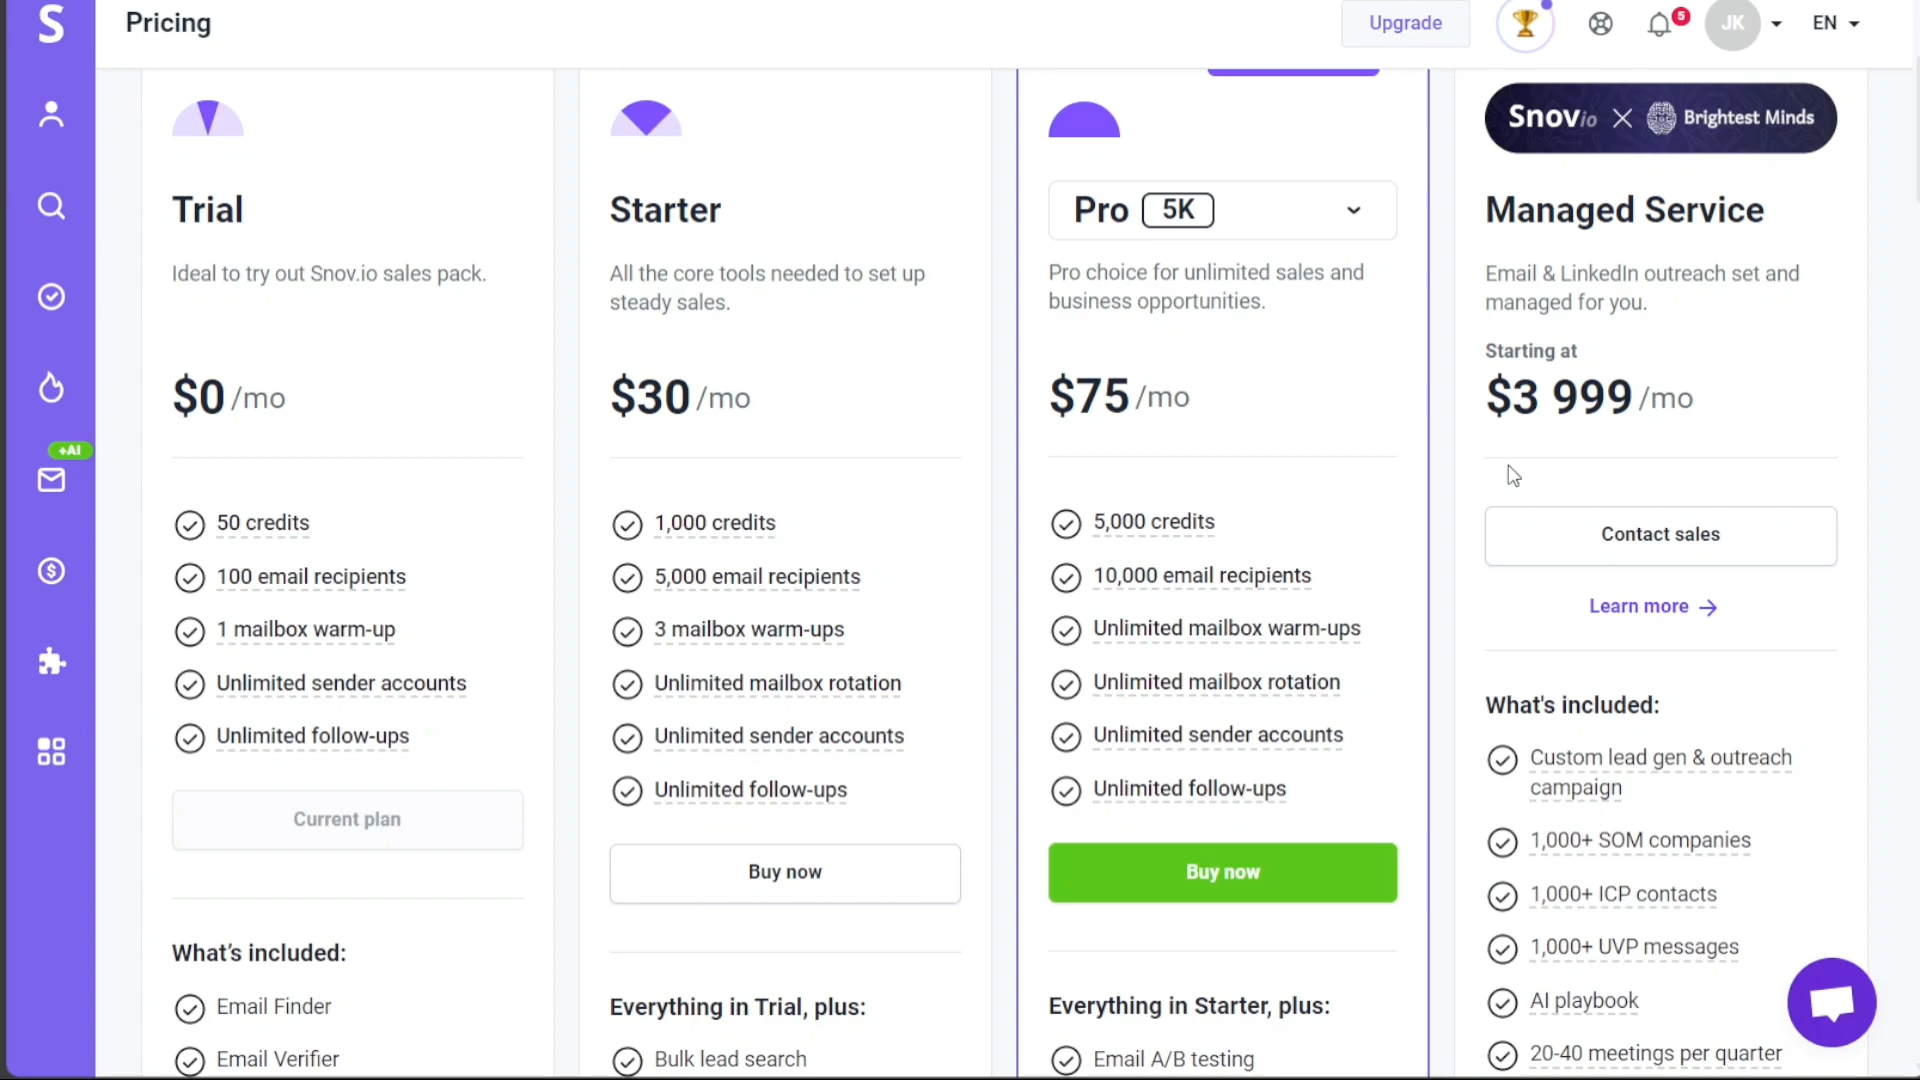 S
Pricing
Upgrade
5
JK
EN
+AI
Trial
Ideal to try out Snov.io sales pack.
$0 /mo
50 credits
100 email recipients
1 mailbox warm-up
Unlimited sender accounts
Unlimited follow-ups
Current plan
What's included:
Email Finder
Email Verifier
Starter
All the core tools needed to set up
steady sales.
$30 /mo
1,000 credits
5,000 email recipients
3 mailbox warm-ups
Unlimited mailbox rotation
Unlimited sender accounts
Unlimited follow-ups
Buy now
Everything in Trial, plus:
Bulk lead search
Pro 5K
Pro choice for unlimited sales and
business opportunities.
$75 /mo
5,000 credits
10,000 email recipients
Unlimited mailbox warm-ups
Unlimited mailbox rotation
Unlimited sender accounts
Unlimited follow-ups
Buy now
Everything in Starter, plus:
Email A/B testing
Snovio X Brightest Minds
Managed Service
Email & LinkedIn outreach set and
managed for you.
Starting at
$3 999 /mo
Contact sales
Learn more →
What's included:
Custom lead gen & outreach
campaign
1,000+ SOM companies
1,000+ ICP contacts
1,000+ UVP messages
AI playbook
20-40 meetings per quarter